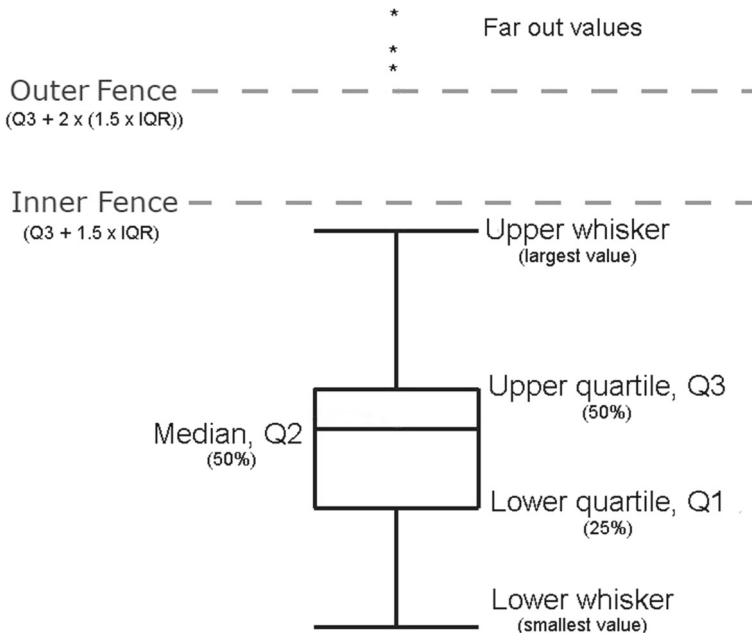 *
Far out values
*
*
Outer Fence
(Q3 + 2 x (1.5 x IQR))
Inner Fence
(Q3 + 1.5 x IQR)
Upper whisker
(largest value)
Upper quartile, Q3
(50%)
Median, Q2
(50%)
Lower quartile, Q1
(25%)
Lower whisker
(smallest value)